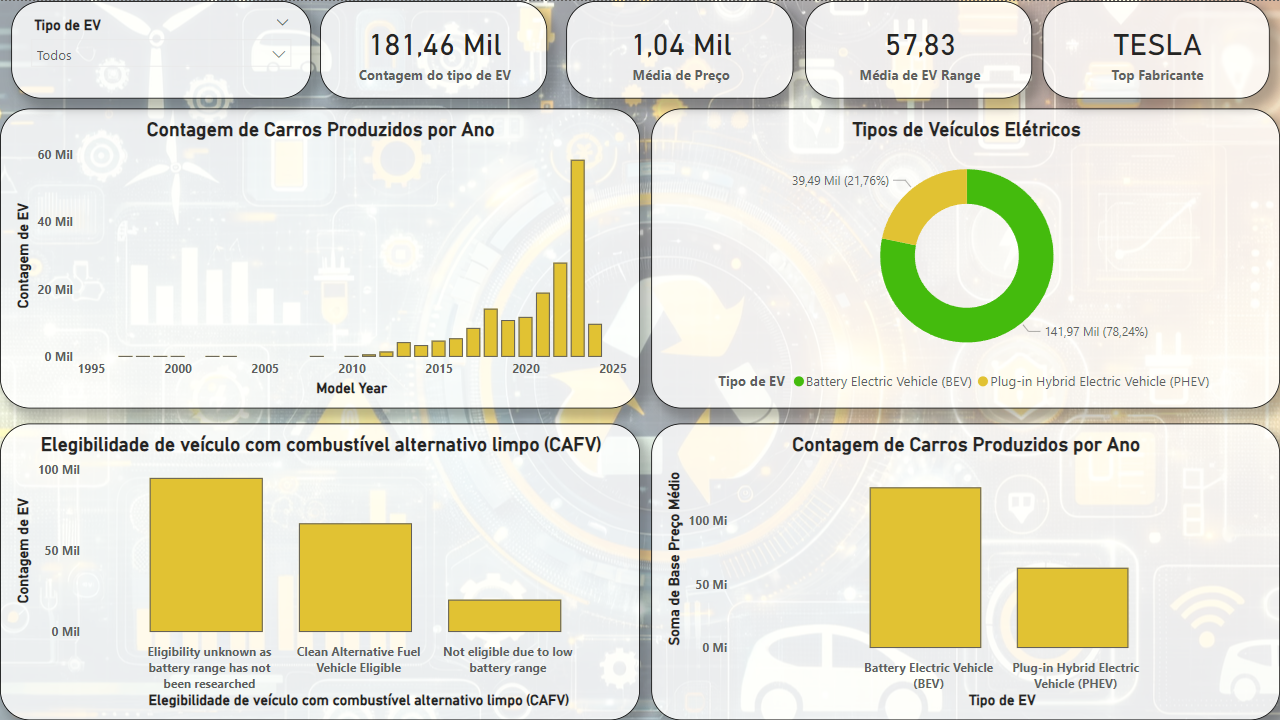 Tipo de EV
Todos
181,46 Mil
Contagem do tipo de EV
1,04 Mil
Média de Preço
57,83
Média de EV Range
TESLA
Top Fabricante
Contagem de Carros Produzidos por Ano
Contagem de EV
60 Mil
40 Mil
20 Mil
0 Mil
1995 2000 2005 2010 2015 2020 2025
Model Year
Tipos de Veículos Elétricos
39,49 Mil (21,76%)
141,97 Mil (78,24%)
Tipo de EV Battery Electric Vehicle (BEV) Plug-in Hybrid Electric Vehicle (PHEV)
Elegibilidade de veículo com combustível alternativo limpo (CAFV)
Contagem de EV
100 Mil
50 Mil
0 Mil
Eligibility unknown as
battery range has not
been researched
Clean Alternative Fuel
Vehicle Eligible
Not eligible due to low
battery range
Elegibilidade de veículo com combustível alternativo limpo (CAFV)
Contagem de Carros Produzidos por Ano
Soma de Base Preço Médio
100 Mi
50 Mi
0 Mi
Battery Electric Vehicle
(BEV)
Plug-in Hybrid Electric
Vehicle (PHEV)
Tipo de EV